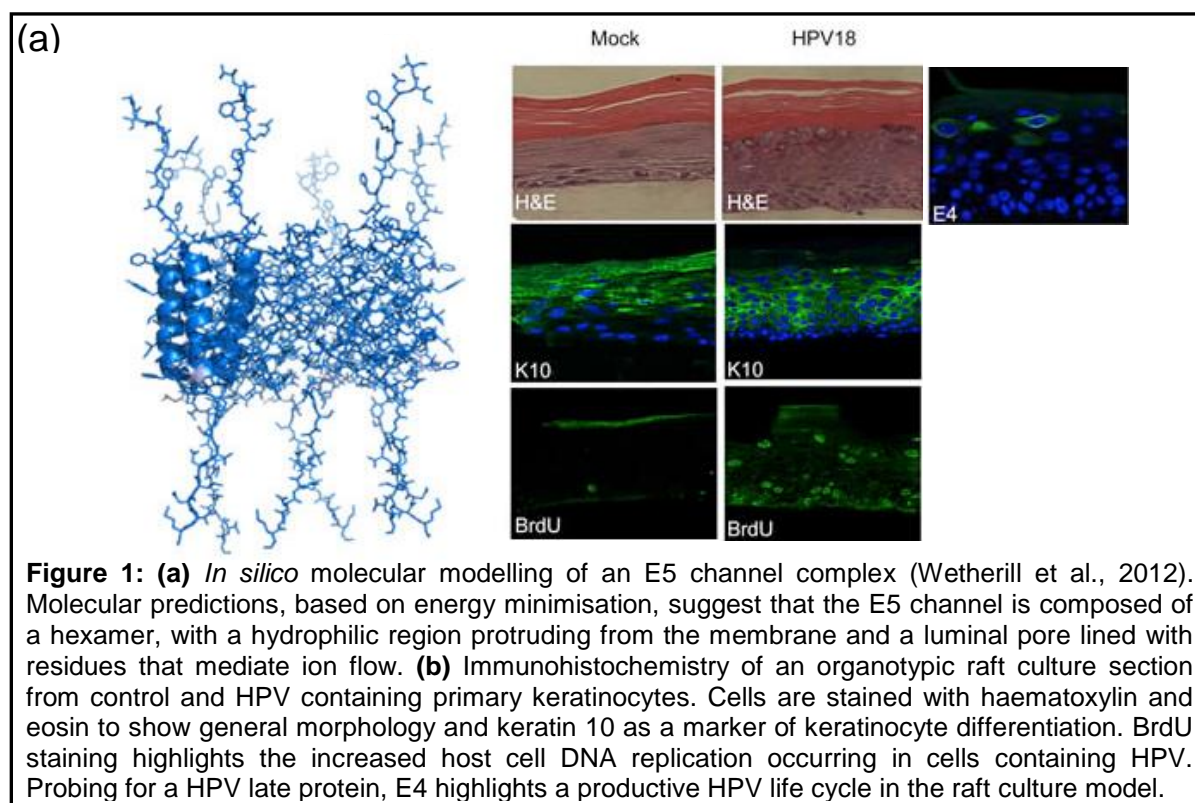 (a)
Mock
HPV18
H&E
H&E
E4
K10
K10
BrdU
BrdU
Figure 1: (a) In silico molecular modelling of an E5 channel complex (Wetherill et al., 2012).
Molecular predictions, based on energy minimisation, suggest that the E5 channel is composed of
a hexamer, with a hydrophilic region protruding from the membrane and a luminal pore lined with
residues that mediate ion flow. (b) Immunohistochemistry of an organotypic raft culture section
from control and HPV containing primary keratinocytes. Cells are stained with haematoxylin and
eosin to show general morphology and keratin 10 as a marker of keratinocyte differentiation. BrdU
staining highlights the increased host cell DNA replication occurring in cells containing HPV.
Probing for a HPV late protein, E4 highlights a productive HPV life cycle in the raft culture model.